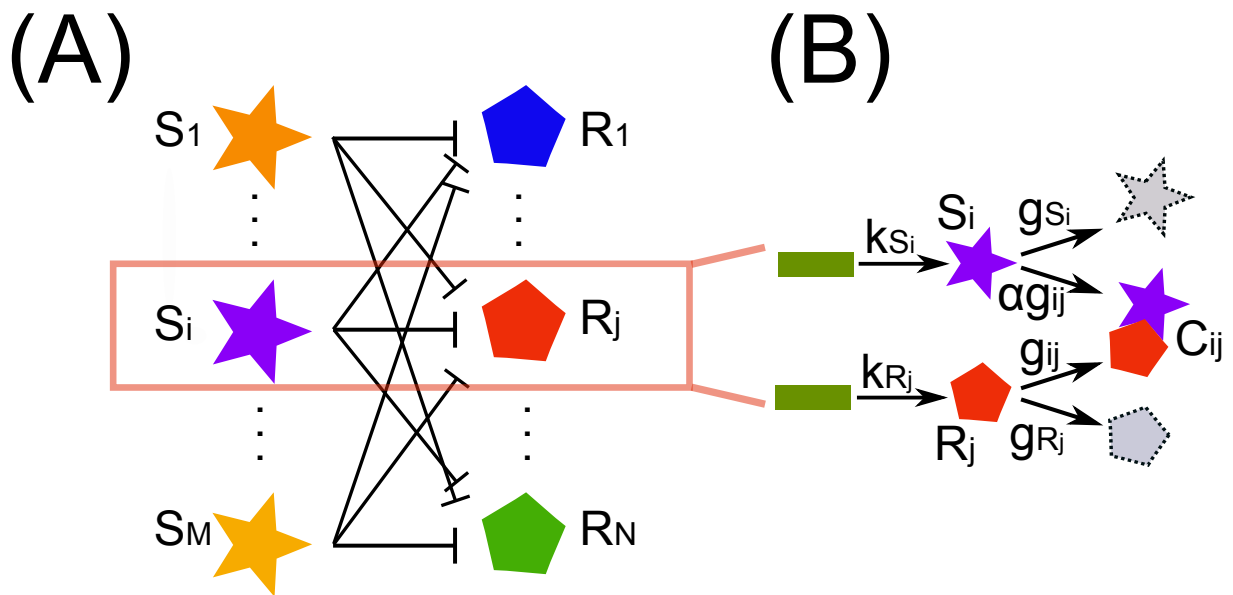 (A)
(B)
S1
R1
Si
Rj
SM
RN
kSi
Si
gSi
αgij
Cij
kRj
Rj
gij
gRj